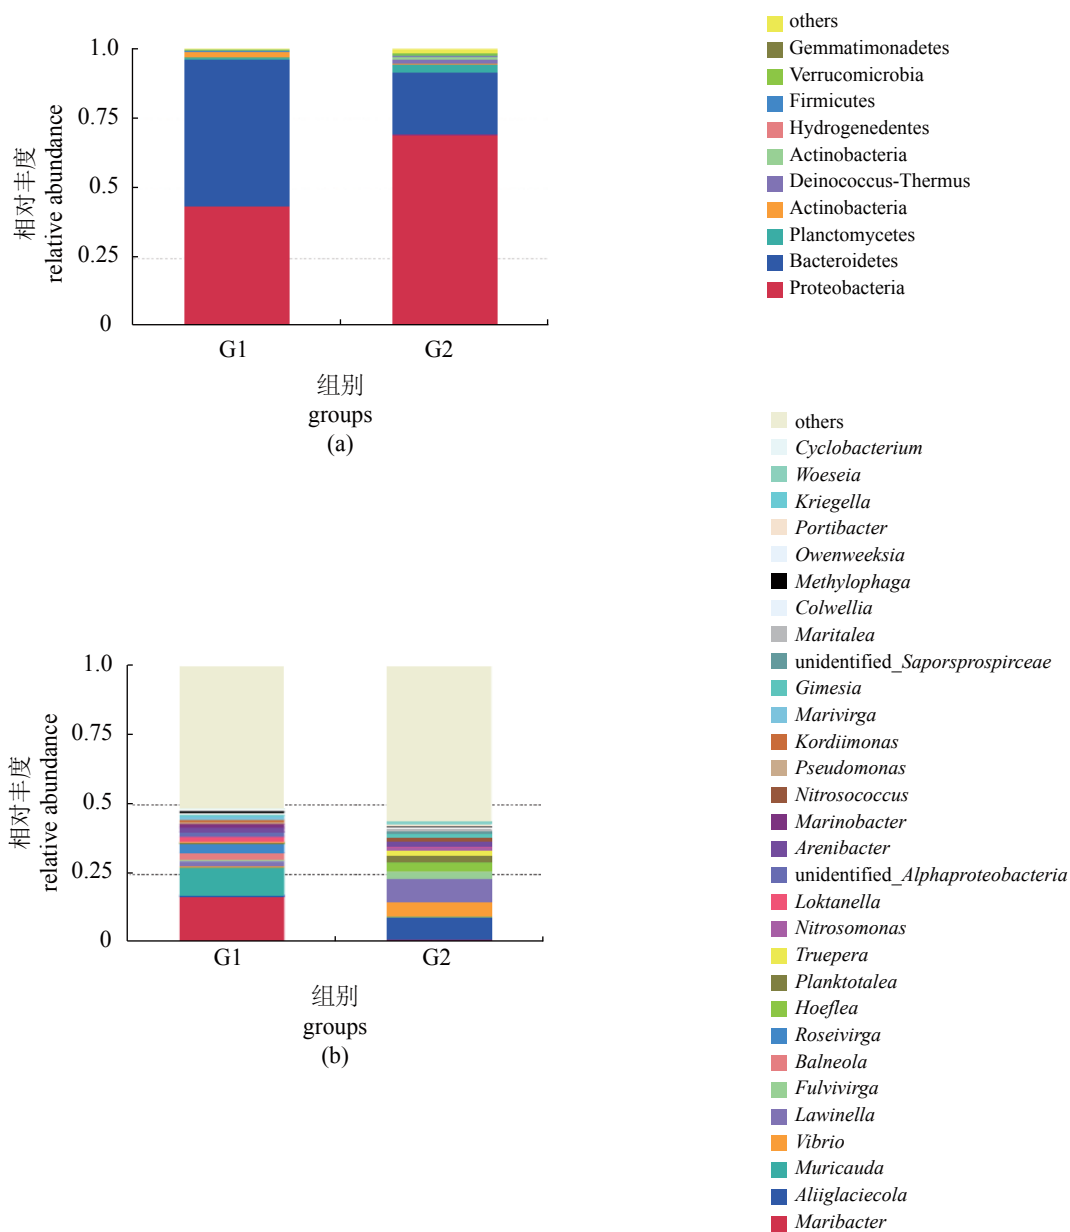 others
Gemmatimonadetes
Verrucomicrobia
Firmicutes
Hydrogenedentes
Actinobacteria
Deinococcus-Thermus
Actinobacteria
Planctomycetes
Bacteroidetes
Proteobacteria
1.0
0.75
0.5
0.25
0
相对丰度
relative abundance
G1
G2
组别
groups
(a)
others
Cyclobacterium
Woeseia
Kriegella
Portibacter
Owenweeksia
Methylophaga
Colwellia
Maritalea
unidentified_Saporsprospirceae
Gimesia
Marivirga
Kordiimonas
Pseudomonas
Nitrosococcus
Marinobacter
Arenibacter
unidentified_Alphaproteobacteria
Loktanella
Nitrosomonas
Truepera
Planktotalea
Hoeflea
Roseivirga
Balneola
Fulvivirga
Lawinella
Vibrio
Muricauda
Aliiglaciecola
Maribacter
1.0
0.75
0.5
0.25
0
相对丰度
relative abundance
G1
G2
组别
groups
(b)